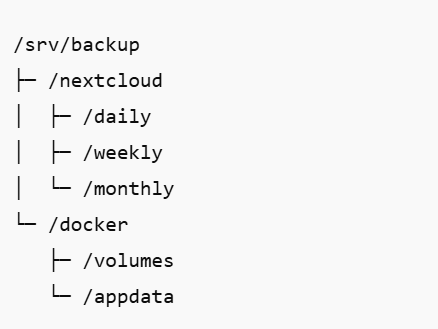 /srv/backup
├─ /nextcloud
│  ├─ /daily
│  ├─ /weekly
│  └─ /monthly
└─ /docker
   ├─ /volumes
   └─ /appdata